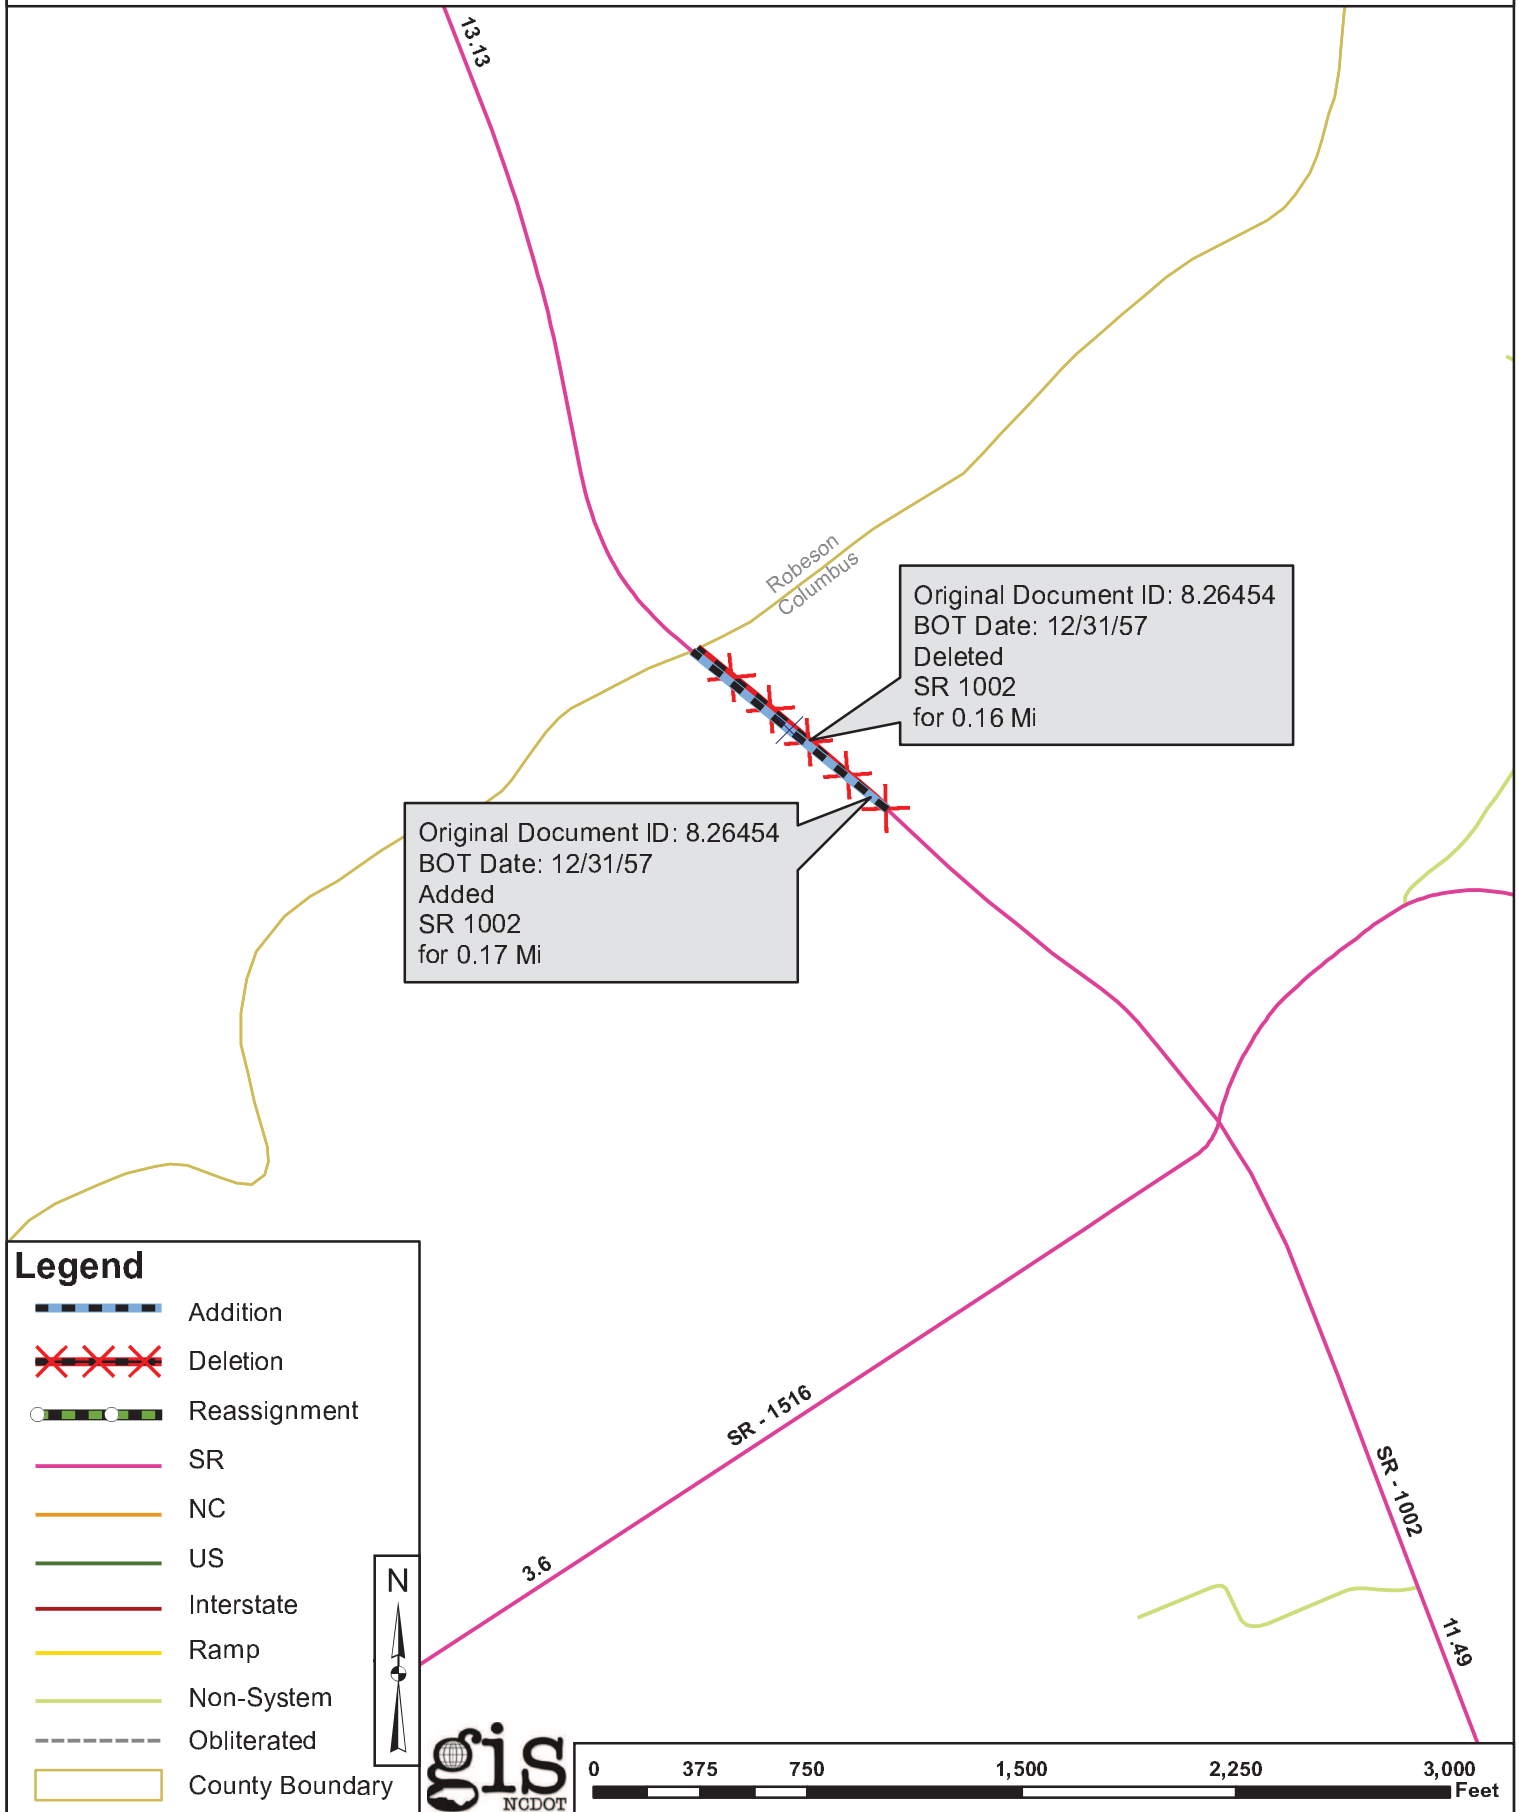 13.13
Robeson
Columbus
Original Document ID: 8.26454
BOT Date: 12/31/57
Deleted
SR 1002
for 0.16 Mi
Original Document ID: 8.26454
BOT Date: 12/31/57
Added
SR 1002
for 0.17 Mi
SR - 1516
3.6
SR - 1002
11.49
Legend
Addition
Deletion
Reassignment
SR
NC
US
Interstate
Ramp
Non-System
Obliterated
County Boundary
N
gis
NCDOT
0 375 750 1,500 2,250 3,000
Feet